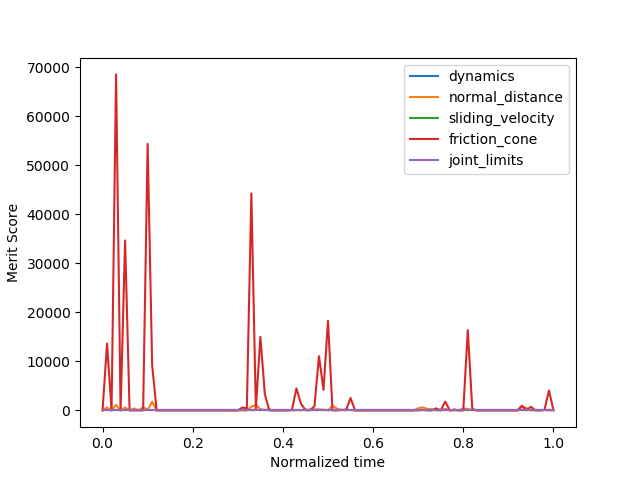 70000
60000
50000
40000
30000
20000
10000
0
Merit Score
dynamics
normal_distance
sliding_velocity
friction_cone
joint_limits
0.0 0.2 0.4 0.6 0.8 1.0
Normalized time